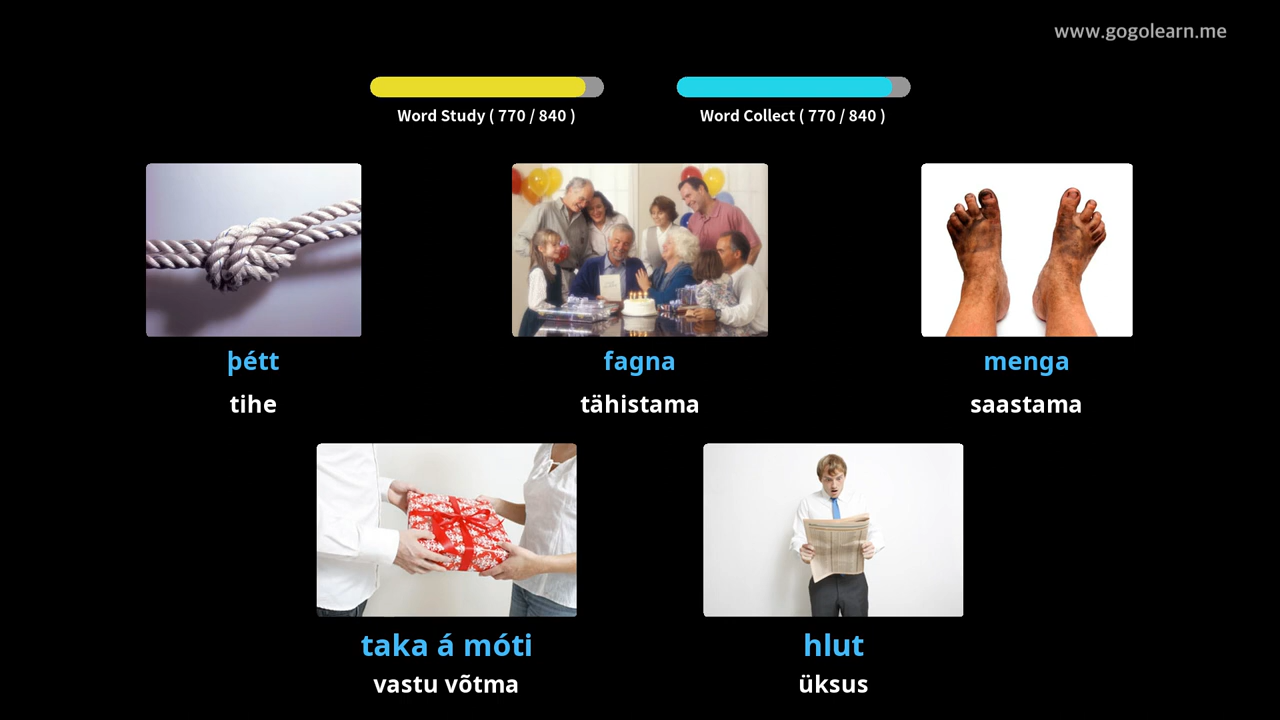 www.gogolearn.me
Word Study ( 770 / 840 )
Word Collect ( 770 / 840 )
þétt
fagna
menga
tihe
tähistama
saastama
taka á móti
hlut
vastu võtma
üksus